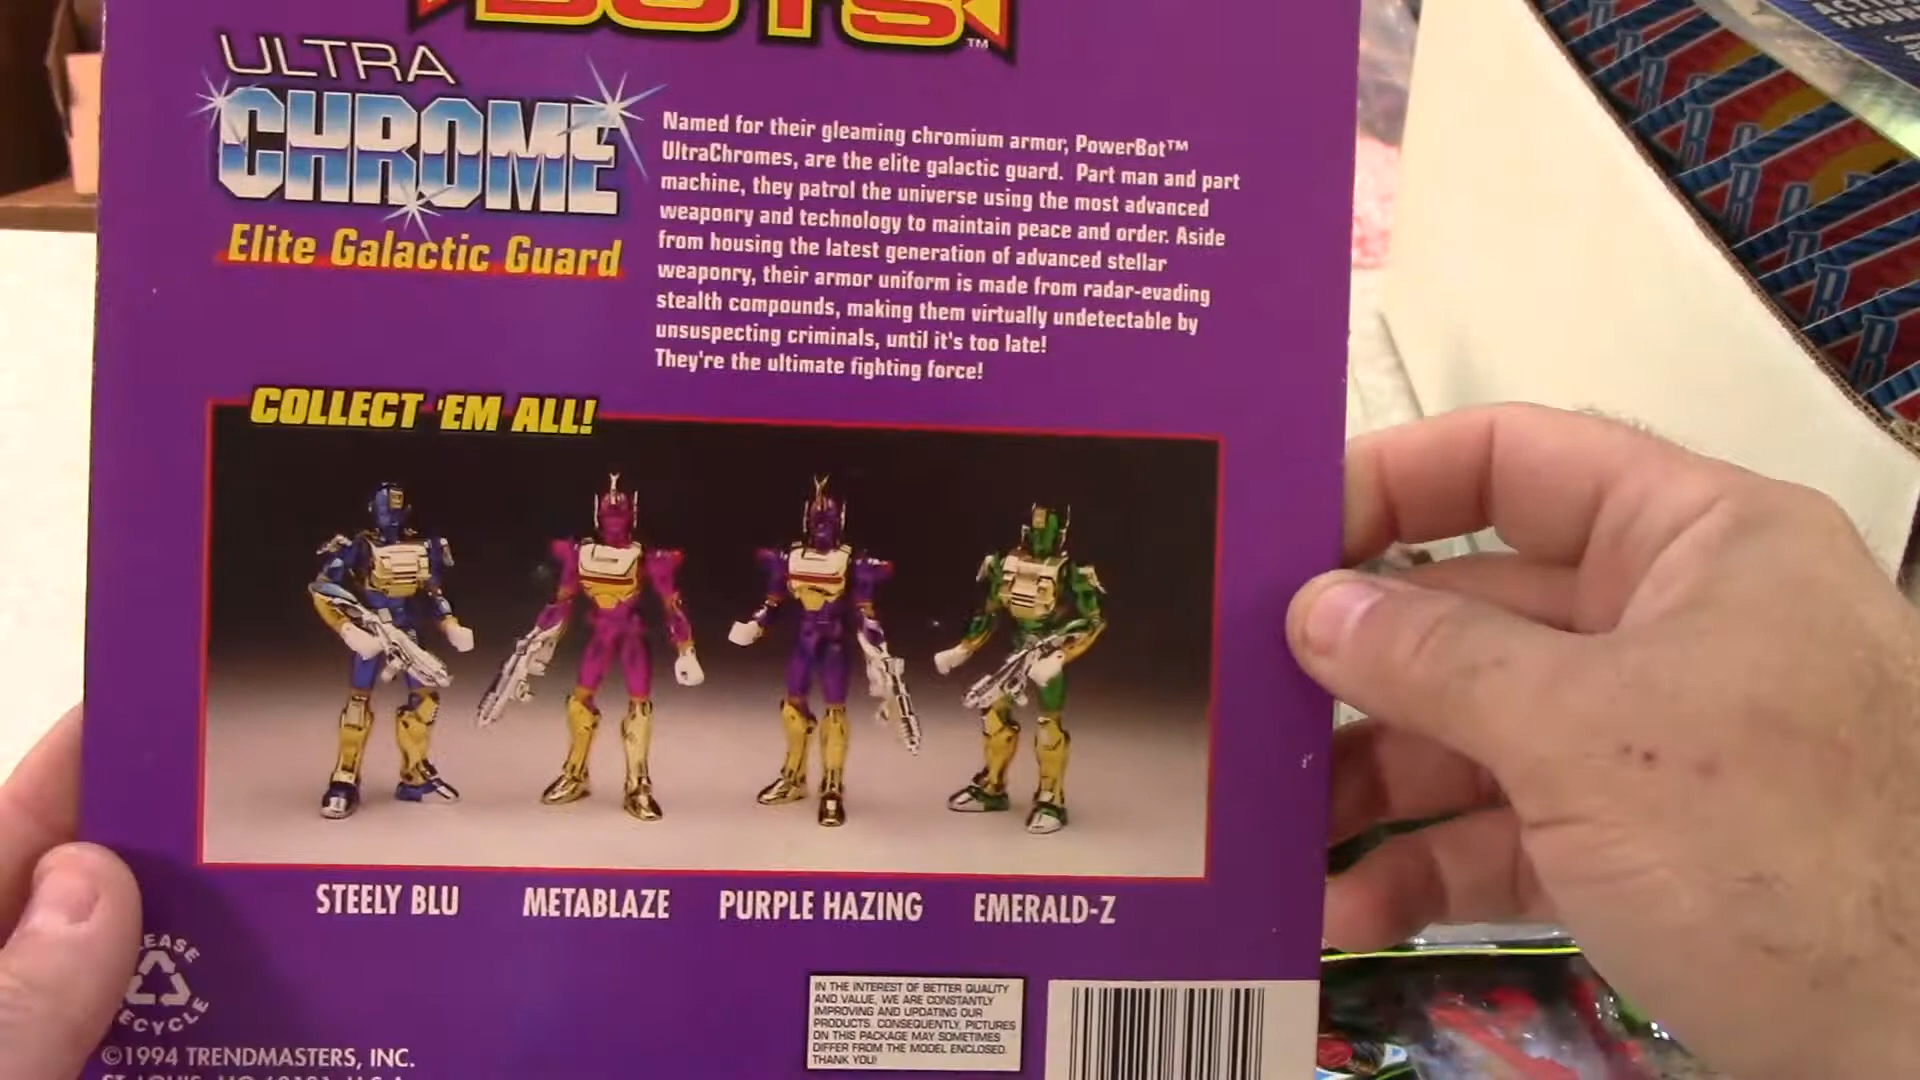 BOTS™
ULTRA
CHROME
Elite Galactic Guard
Named for their gleaming chromium armor, PowerBot™
UltraChromes, are the elite galactic guard. Part man and part
machine, they patrol the universe using the most advanced
weaponry and technology to maintain peace and order. Aside
from housing the latest generation of advanced stellar
weaponry, their armor uniform is made from radar-evading
stealth compounds, making them virtually undetectable by
unsuspecting criminals, until it's too late!
They're the ultimate fighting force!
COLLECT 'EM ALL!
STEELY BLU METABLAZE PURPLE HAZING EMERALD-Z
EASE
ECYCLE
IN THE INTEREST OF BETTER QUALITY
AND VALUE, WE ARE CONSTANTLY
IMPROVING AND UPDATING OUR
PRODUCTS. CONSEQUENTLY, PICTURES
ON THIS PACKAGE MAY SOMETIMES
DIFFER FROM THE MODEL ENCLOSED.
THANK YOU!
©1994 TRENDMASTERS, INC.
ACTION